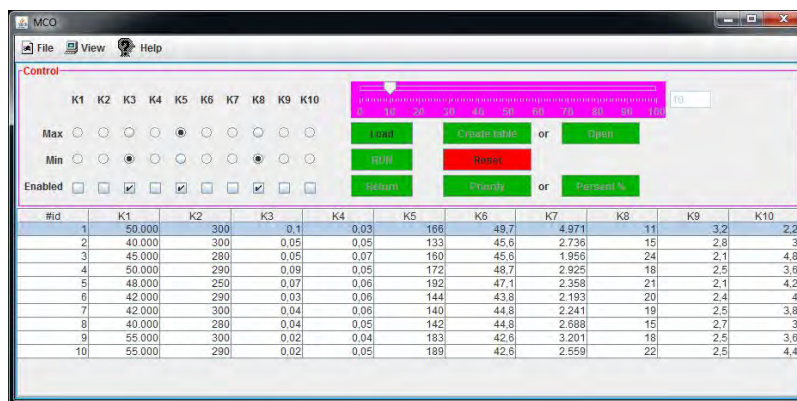 MCO
File View Help
Control
K1 K2 K3 K4 K5 K6 K7 K8 K9 K10
0 10 20 30 40 50 60 70 80 90 100
10
Max Load Create table or Open
Min RUN Reset
Enabled Return Priority or Persent %
#id K1 K2 K3 K4 K5 K6 K7 K8 K9 K10
1 50.000 300 0,1 0,03 166 49,7 4.971 11 3,2 2,2
2 40.000 300 0,05 0,05 133 45,6 2.736 15 2,8 3
3 45.000 280 0,05 0,07 160 45,6 1.956 24 2,1 4,8
4 50.000 290 0,09 0,05 172 48,7 2.925 18 2,5 3,6
5 48.000 250 0,07 0,06 192 47,1 2.358 21 2,1 4,2
6 42.000 290 0,03 0,06 144 43,8 2.193 20 2,4 4
7 42.000 300 0,04 0,06 140 44,8 2.241 19 2,5 3,8
8 40.000 280 0,04 0,05 142 44,8 2.688 15 2,7 3
9 55.000 300 0,02 0,04 183 42,6 3.201 18 2,5 3,6
10 55.000 290 0,02 0,05 189 42,6 2.559 22 2,5 4,4